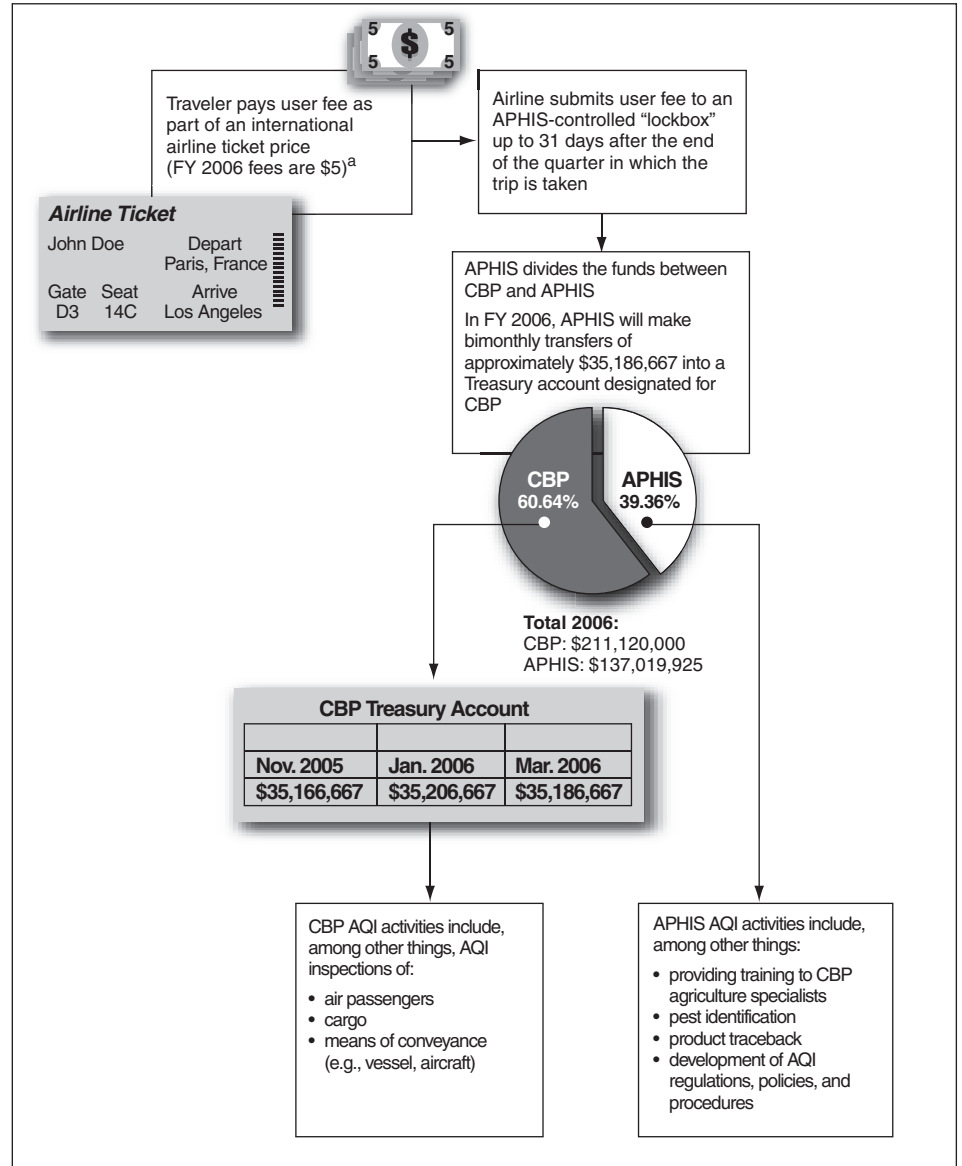 5 $ 5
5 5
Traveler pays user fee as
part of an international
airline ticket price
(FY 2006 fees are $5)a
Airline submits user fee to an
APHIS-controlled “lockbox”
up to 31 days after the end
of the quarter in which the
trip is taken
Airline Ticket
John Doe Depart
Paris, France
Gate Seat Arrive
D3 14C Los Angeles
APHIS divides the funds between
CBP and APHIS
In FY 2006, APHIS will make
bimonthly transfers of
approximately $35,186,667 into a
Treasury account designated for
CBP
CBP APHIS
60.64% 39.36%
Total 2006:
CBP: $211,120,000
APHIS: $137,019,925
CBP Treasury Account
Nov. 2005 Jan. 2006 Mar. 2006
$35,166,667 $35,206,667 $35,186,667
CBP AQI activities include,
among other things, AQI
inspections of:
• air passengers
• cargo
• means of conveyance
(e.g., vessel, aircraft)
APHIS AQI activities include,
among other things:
• providing training to CBP
agriculture specialists
• pest identification
• product traceback
• development of AQI
regulations, policies, and
procedures